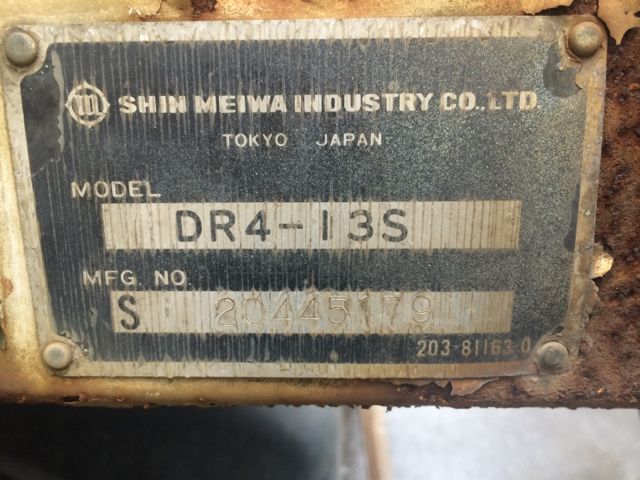 SHIN MEIWA INDUSTRY CO.,LTD.
TOKYO JAPAN
MODEL
DR4-13S
MFG. NO.
S 20445179
203-81163-0